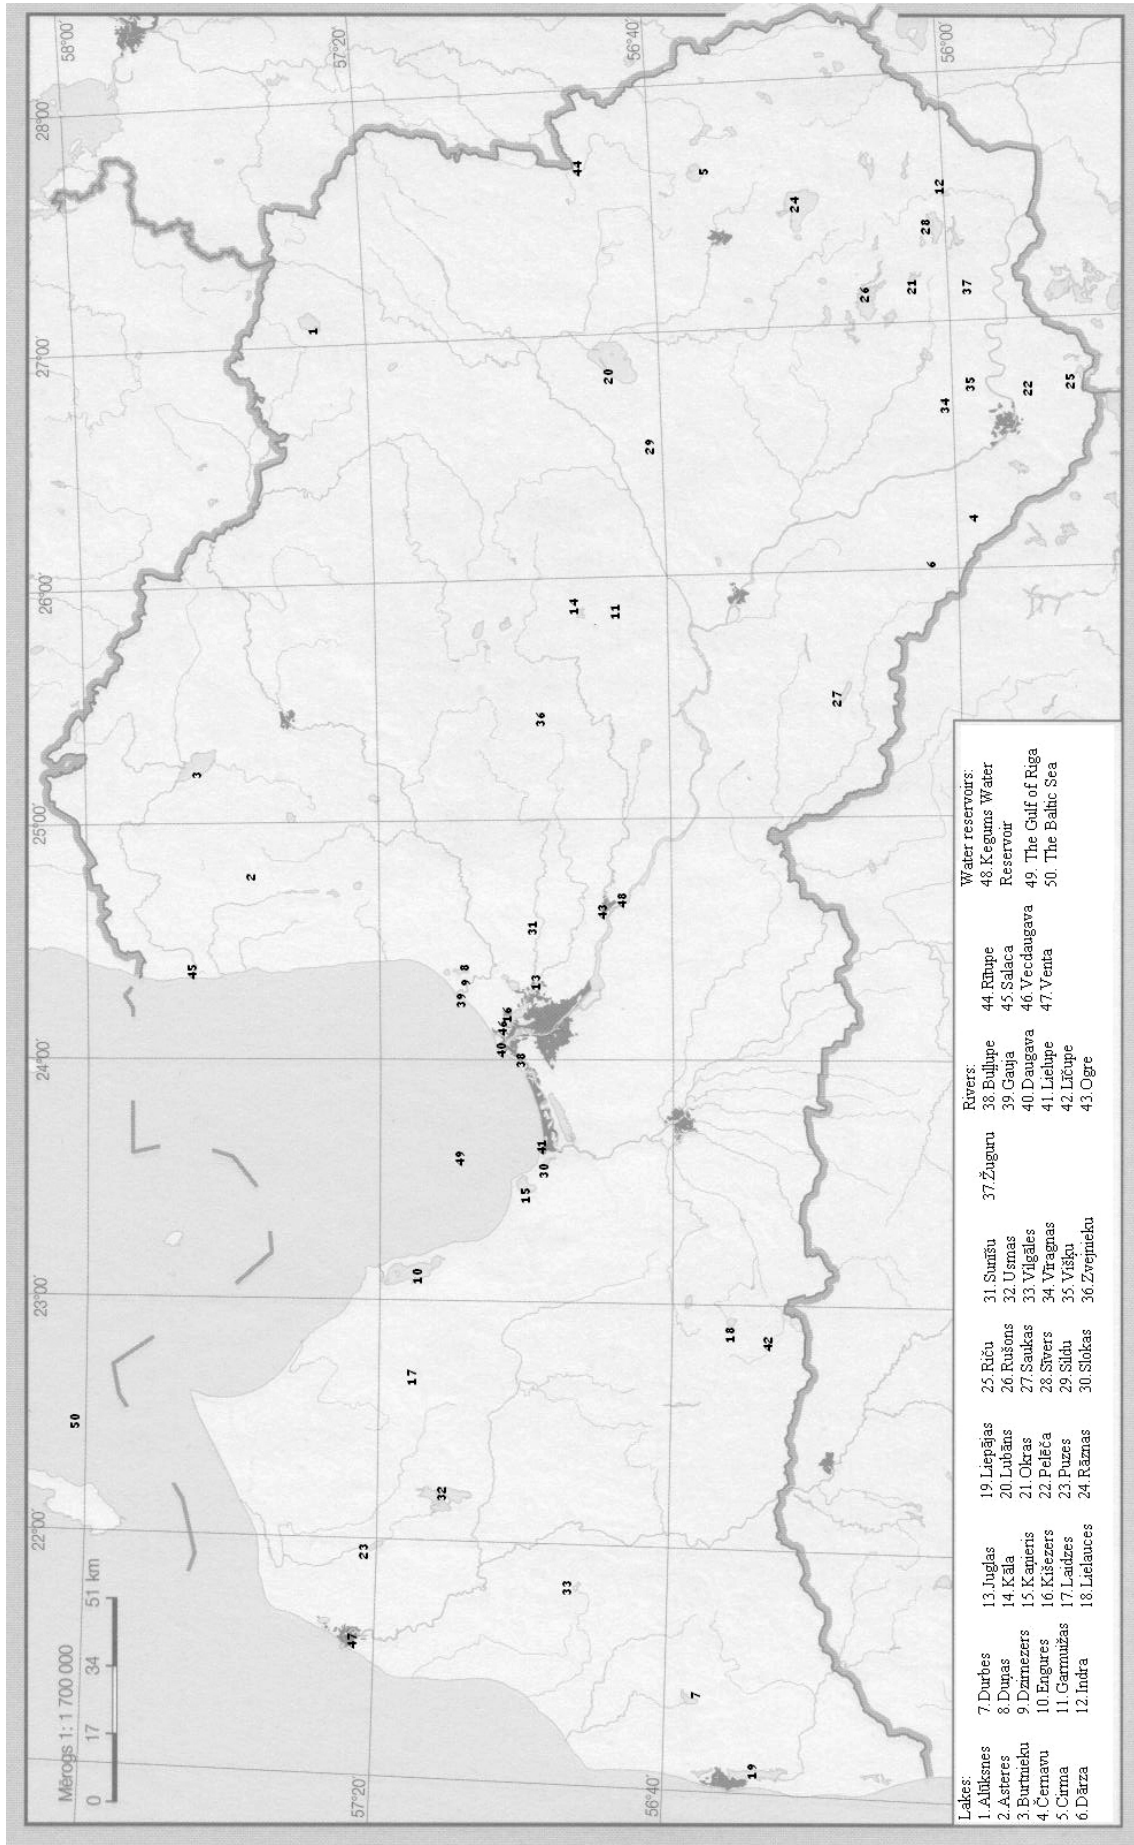 22°00'
23°00'
24°00'
25°00'
26°00'
27°00'
28°00'
58°00'
Mērogs 1: 1 700 000
0 17 34 51 km
50
45
3
2
1
57°20'
57°20'
47
23
17
10
32
49
39
9
8
40
46
16
38
15
30
41
13
31
36
33
14
44
43
11
48
20
29
56°40'
56°40'
7
5
19
18
42
24
27
26
21
28
6
12
56°00'
34
37
35
4
22
25
Lakes:
1.Alūksnes
2.Asteres
3.Burtnieku
4.Černavu
5.Cirma
6.Dārza
7.Durbes
8.Duņas
9.Dzirnezers
10.Engures
11.Garmuižas
12.Indra
13.Juglas
14.Kāla
15.Kaņieris
16.Kišezers
17.Laidzes
18.Lielauces
19.Liepājas
20.Lubāns
21.Okras
22.Pelēča
23.Puzes
24.Rāznas
25.Riču
26.Rušons
27.Saukas
28.Sīvers
29.Sildu
30.Slokas
31.Sunīšu
32.Usmas
33.Vilgāles
34.Vīragnas
35.Višķu
36.Zvejnieku
37.Žuguru
Rivers:
38.Buļļupe
39.Gauja
40.Daugava
41.Lielupe
42.Līčupe
43.Ogre
44.Rītupe
45.Salaca
46.Vecdaugava
47.Venta
Water reservoirs:
48.Kegums Water
Reservoir
49. The Gulf of Riga
50. The Baltic Sea